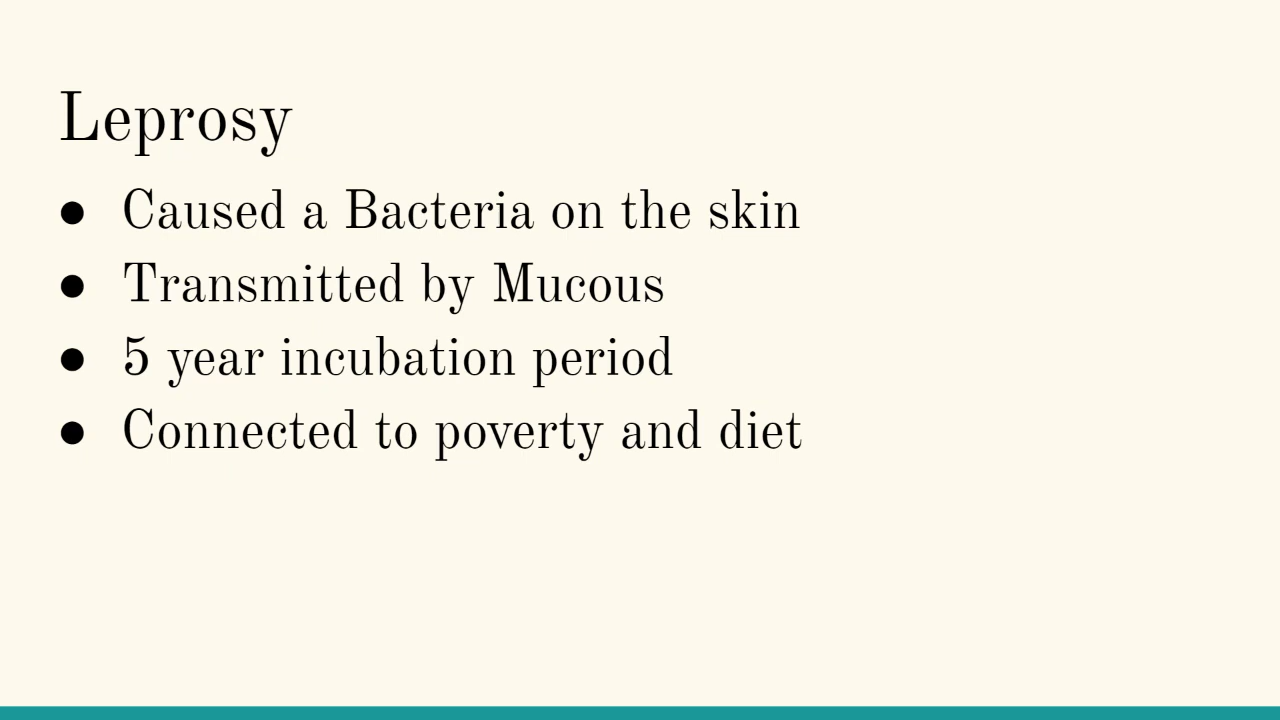 Leprosy
● Caused a Bacteria on the skin
● Transmitted by Mucous
● 5 year incubation period
● Connected to poverty and diet